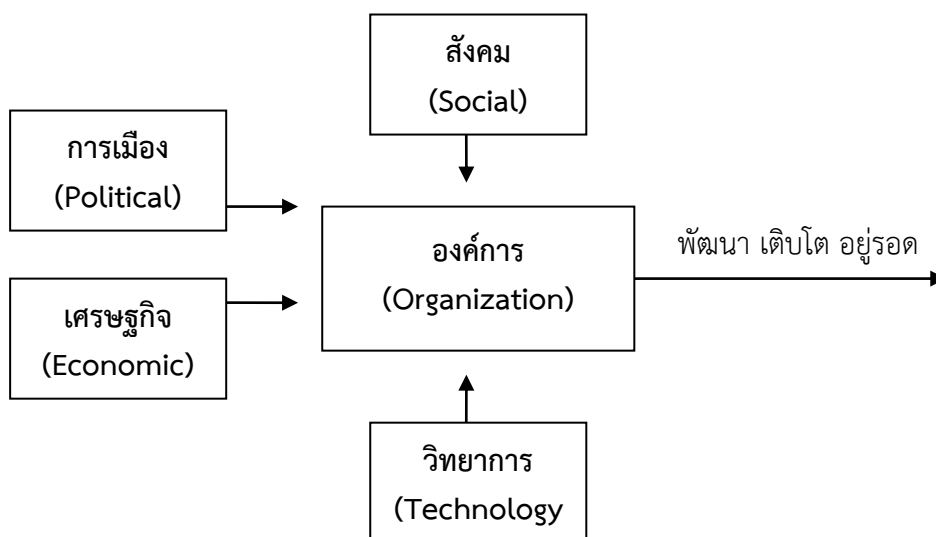 สังคม
(Social)
การเมือง
(Political)
องค์การ
(Organization)
พัฒนา เติบโต อยู่รอด
เศรษฐกิจ
(Economic)
วิทยาการ
(Technology